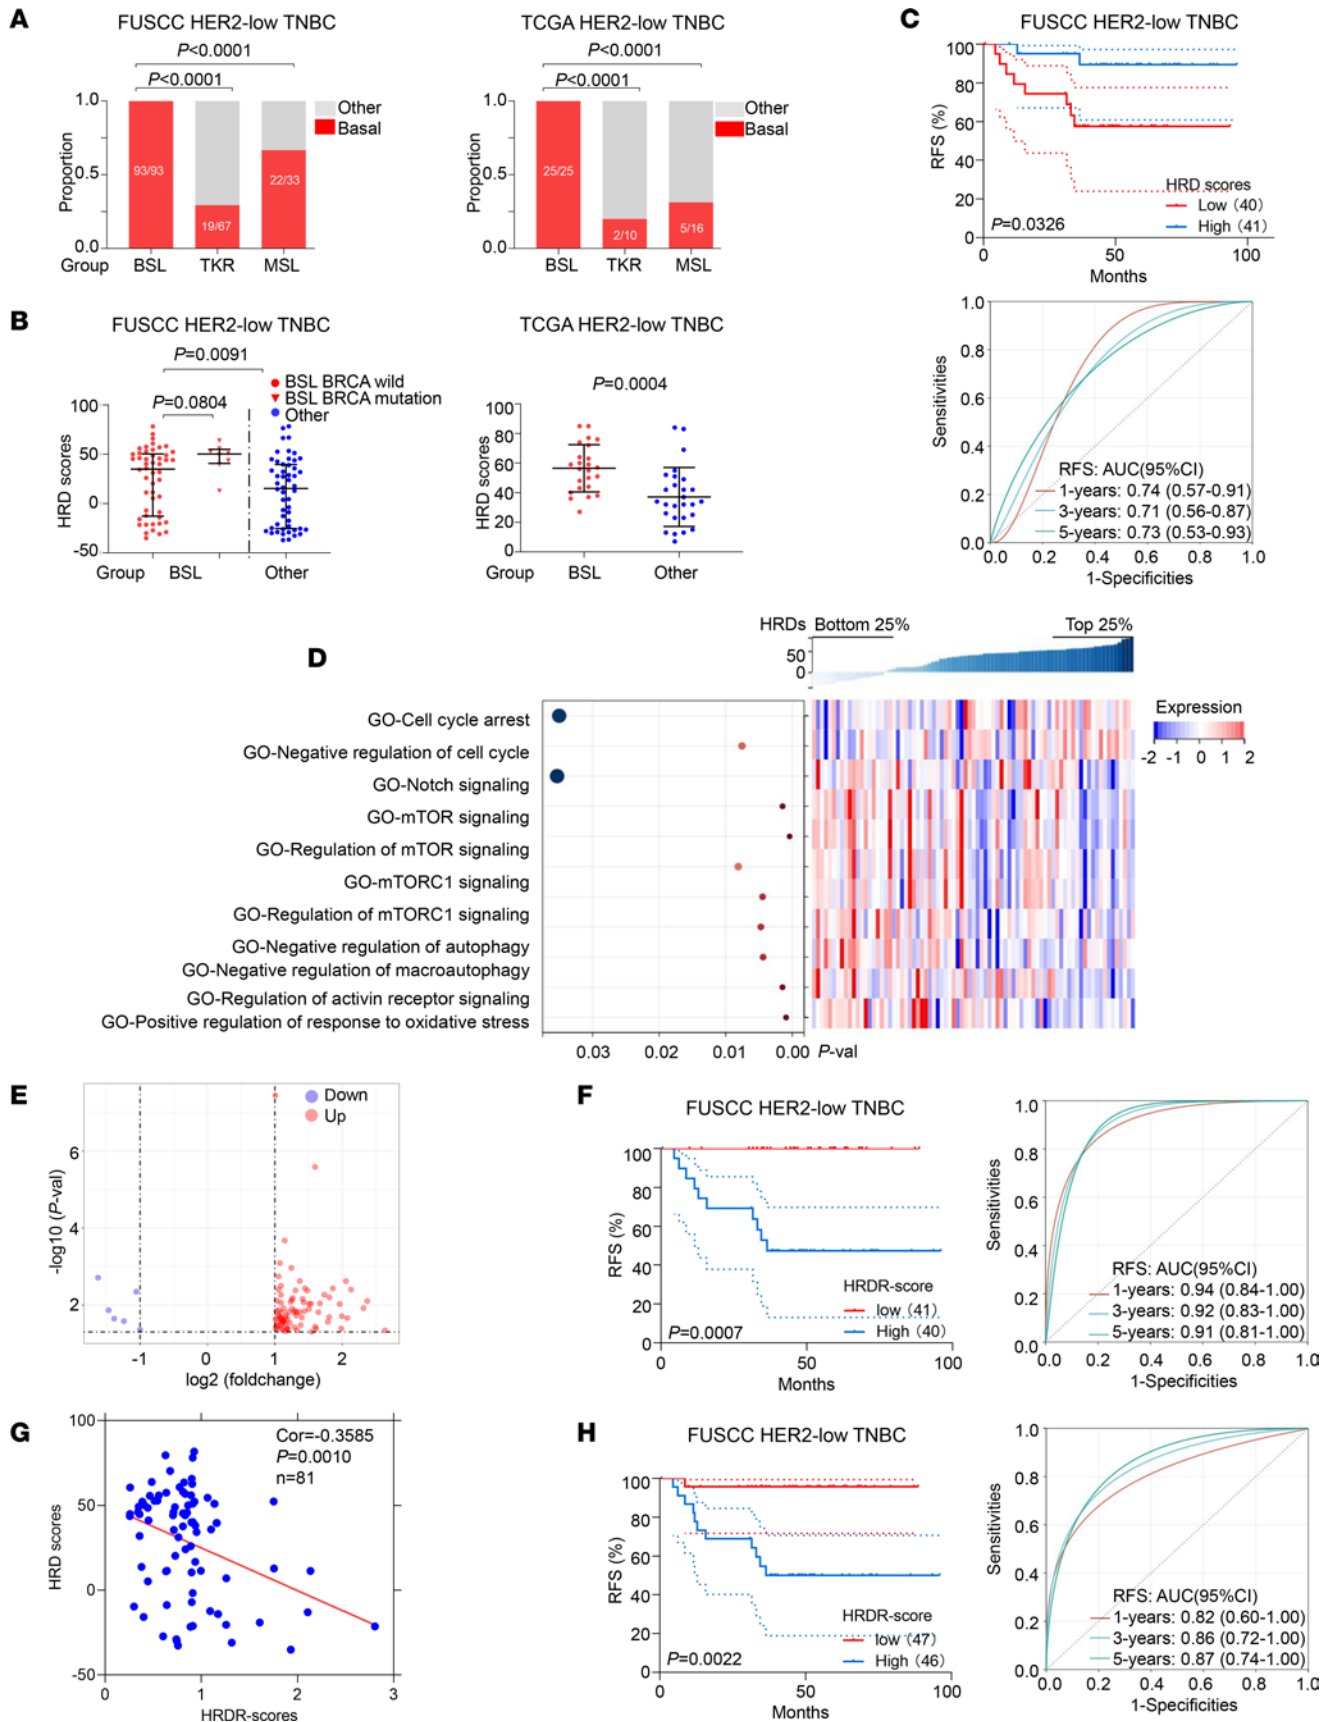 A
FUSCC HER2-low TNBC
P<0.0001
P<0.0001
Other
Basal
Proportion
1.0
0.5
0.0
93/93
19/67
22/33
Group BSL TKR MSL
TCGA HER2-low TNBC
P<0.0001
P<0.0001
Other
Basal
Proportion
1.0
0.5
0.0
25/25
2/10
5/16
Group BSL TKR MSL
C
FUSCC HER2-low TNBC
RFS (%)
100
80
60
40
20
0
HRD scores
Low (40)
High (41)
P=0.0326
0 50 100
Months
Sensitivities
1.0
0.8
0.6
0.4
0.2
0.0
RFS: AUC(95%CI)
1-years: 0.74 (0.57-0.91)
3-years: 0.71 (0.56-0.87)
5-years: 0.73 (0.53-0.93)
0.0 0.2 0.4 0.6 0.8 1.0
1-Specificities
B
FUSCC HER2-low TNBC
P=0.0091
P=0.0804
BSL BRCA wild
BSL BRCA mutation
Other
HRD scores
100
50
0
-50
Group BSL Other
TCGA HER2-low TNBC
P=0.0004
HRD scores
100
80
60
40
20
0
Group BSL Other
D
HRDs Bottom 25% Top 25%
50
0
GO-Cell cycle arrest
GO-Negative regulation of cell cycle
GO-Notch signaling
GO-mTOR signaling
GO-Regulation of mTOR signaling
GO-mTORC1 signaling
GO-Regulation of mTORC1 signaling
GO-Negative regulation of autophagy
GO-Negative regulation of macroautophagy
GO-Regulation of activin receptor signaling
GO-Positive regulation of response to oxidative stress
0.03 0.02 0.01 0.00 P-val
Expression
-2 -1 0 1 2
E
Down
Up
-log10 (P-val)
6
4
2
-1 0 1 2
log2 (foldchange)
F
FUSCC HER2-low TNBC
RFS (%)
100
80
60
40
20
0
HRDR-score
low (41)
High (40)
P=0.0007
0 50 100
Months
Sensitivities
1.0
0.8
0.6
0.4
0.2
0.0
RFS: AUC(95%CI)
1-years: 0.94 (0.84-1.00)
3-years: 0.92 (0.83-1.00)
5-years: 0.91 (0.81-1.00)
0.0 0.2 0.4 0.6 0.8 1.0
1-Specificities
G
Cor=-0.3585
P=0.0010
n=81
HRD scores
100
50
0
-50
0 1 2 3
HRDR-scores
H
FUSCC HER2-low TNBC
RFS (%)
100
80
60
40
20
0
HRDR-score
low (47)
High (46)
P=0.0022
0 50 100
Months
Sensitivities
1.0
0.8
0.6
0.4
0.2
0.0
RFS: AUC(95%CI)
1-years: 0.82 (0.60-1.00)
3-years: 0.86 (0.72-1.00)
5-years: 0.87 (0.74-1.00)
0.0 0.2 0.4 0.6 0.8 1.0
1-Specificities